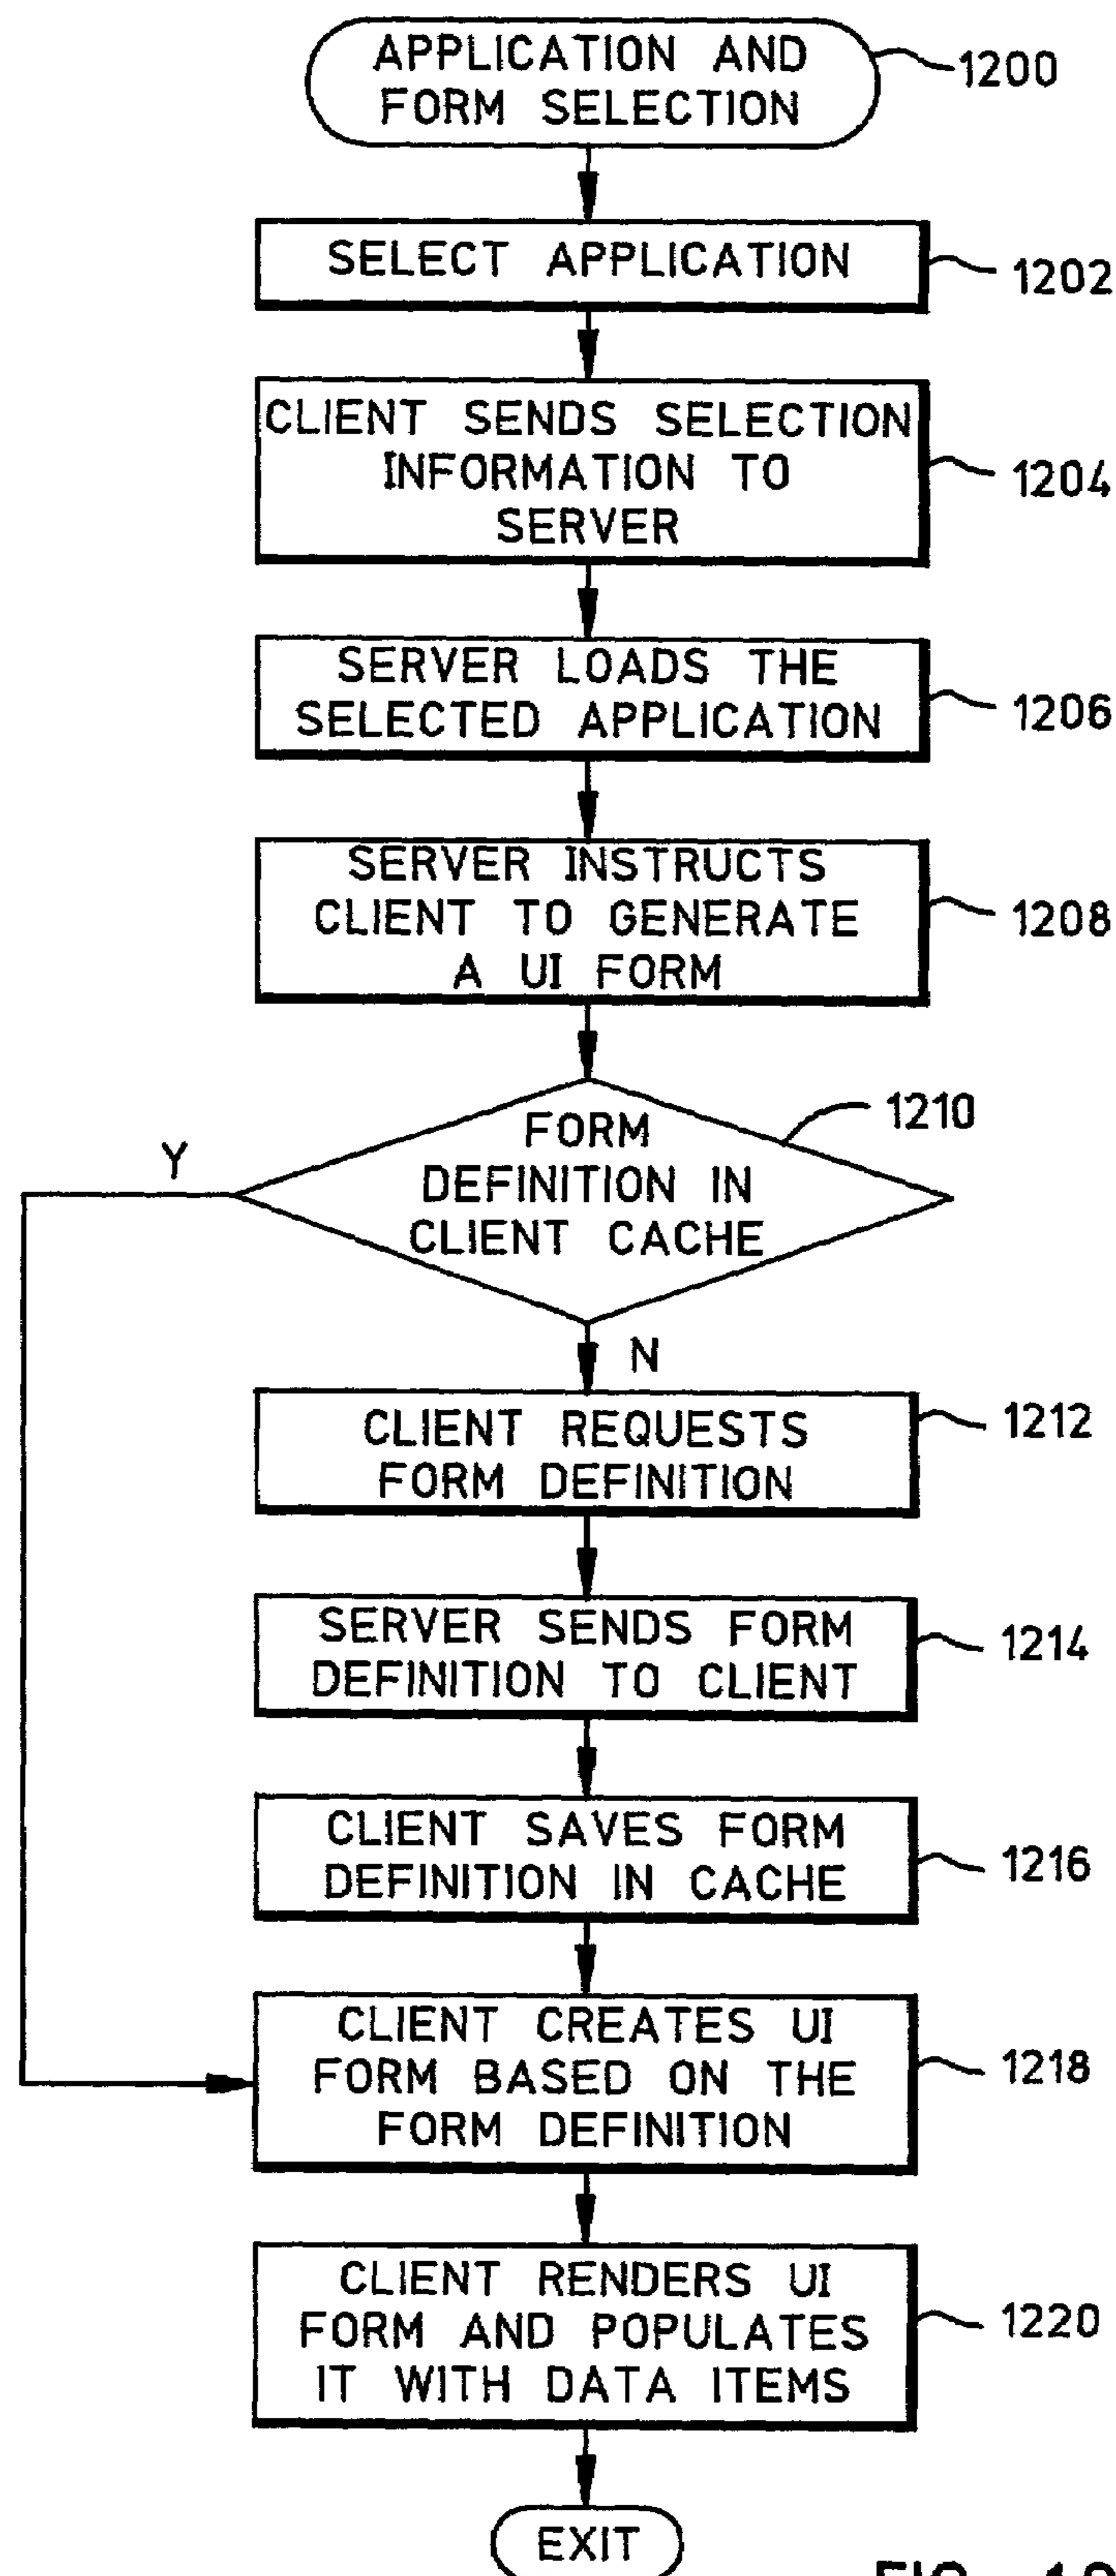 APPLICATION AND
FORM SELECTION
1200
SELECT APPLICATION
1202
CLIENT SENDS SELECTION
INFORMATION TO
SERVER
1204
SERVER LOADS THE
SELECTED APPLICATION
1206
SERVER INSTRUCTS
CLIENT TO GENERATE
A UI FORM
1208
FORM
DEFINITION IN
CLIENT CACHE
1210
Y
N
CLIENT REQUESTS
FORM DEFINITION
1212
SERVER SENDS FORM
DEFINITION TO CLIENT
1214
CLIENT SAVES FORM
DEFINITION IN CACHE
1216
CLIENT CREATES UI
FORM BASED ON THE
FORM DEFINITION
1218
CLIENT RENDERS UI
FORM AND POPULATES
IT WITH DATA ITEMS
1220
EXIT